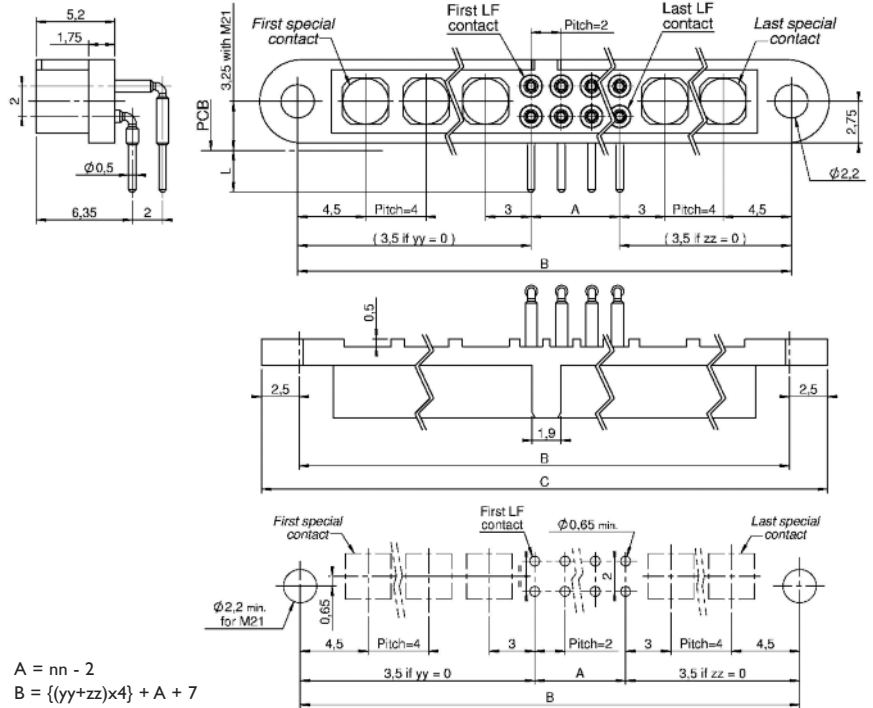 5,2
1,75
2
PCB
Ø0,5
6,35
2
3,25 with M21
L
First special
contact
First LF
contact
Pitch=2
Last LF
contact
Last special
contact
2,75
Ø2,2
4,5
Pitch=4
3
A
3
Pitch=4
4,5
( 3,5 if yy = 0 )
( 3,5 if zz = 0 )
B
0,5
2,5
1,9
2,5
B
C
First special
contact
First LF
contact
Ø0,65 min.
Last special
contact
=
=
2
Ø2,2 min.
for M21
0,65
4,5
Pitch=4
3
Pitch=2
3
Pitch=4
4,5
3,5 if yy = 0
A
3,5 if zz = 0
B
A = nn - 2
B = {(yy+zz)x4} + A + 7